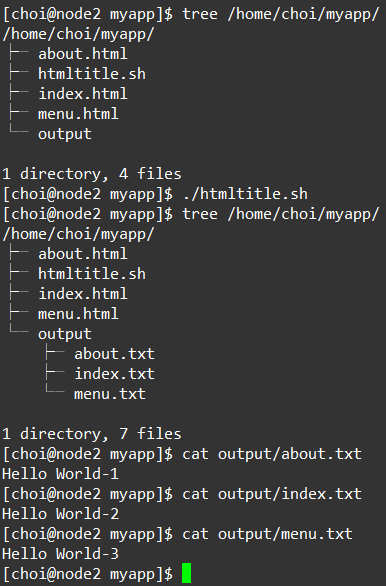 [choi@node2 myapp]$ tree /home/choi/myapp/
/home/choi/myapp/
├─ about.html
├─ htmltitle.sh
├─ index.html
├─ menu.html
└─ output

1 directory, 4 files
[choi@node2 myapp]$ ./htmltitle.sh
[choi@node2 myapp]$ tree /home/choi/myapp/
/home/choi/myapp/
├─ about.html
├─ htmltitle.sh
├─ index.html
├─ menu.html
└─ output
    ├─ about.txt
    ├─ index.txt
    └─ menu.txt

1 directory, 7 files
[choi@node2 myapp]$ cat output/about.txt
Hello World-1
[choi@node2 myapp]$ cat output/index.txt
Hello World-2
[choi@node2 myapp]$ cat output/menu.txt
Hello World-3
[choi@node2 myapp]$